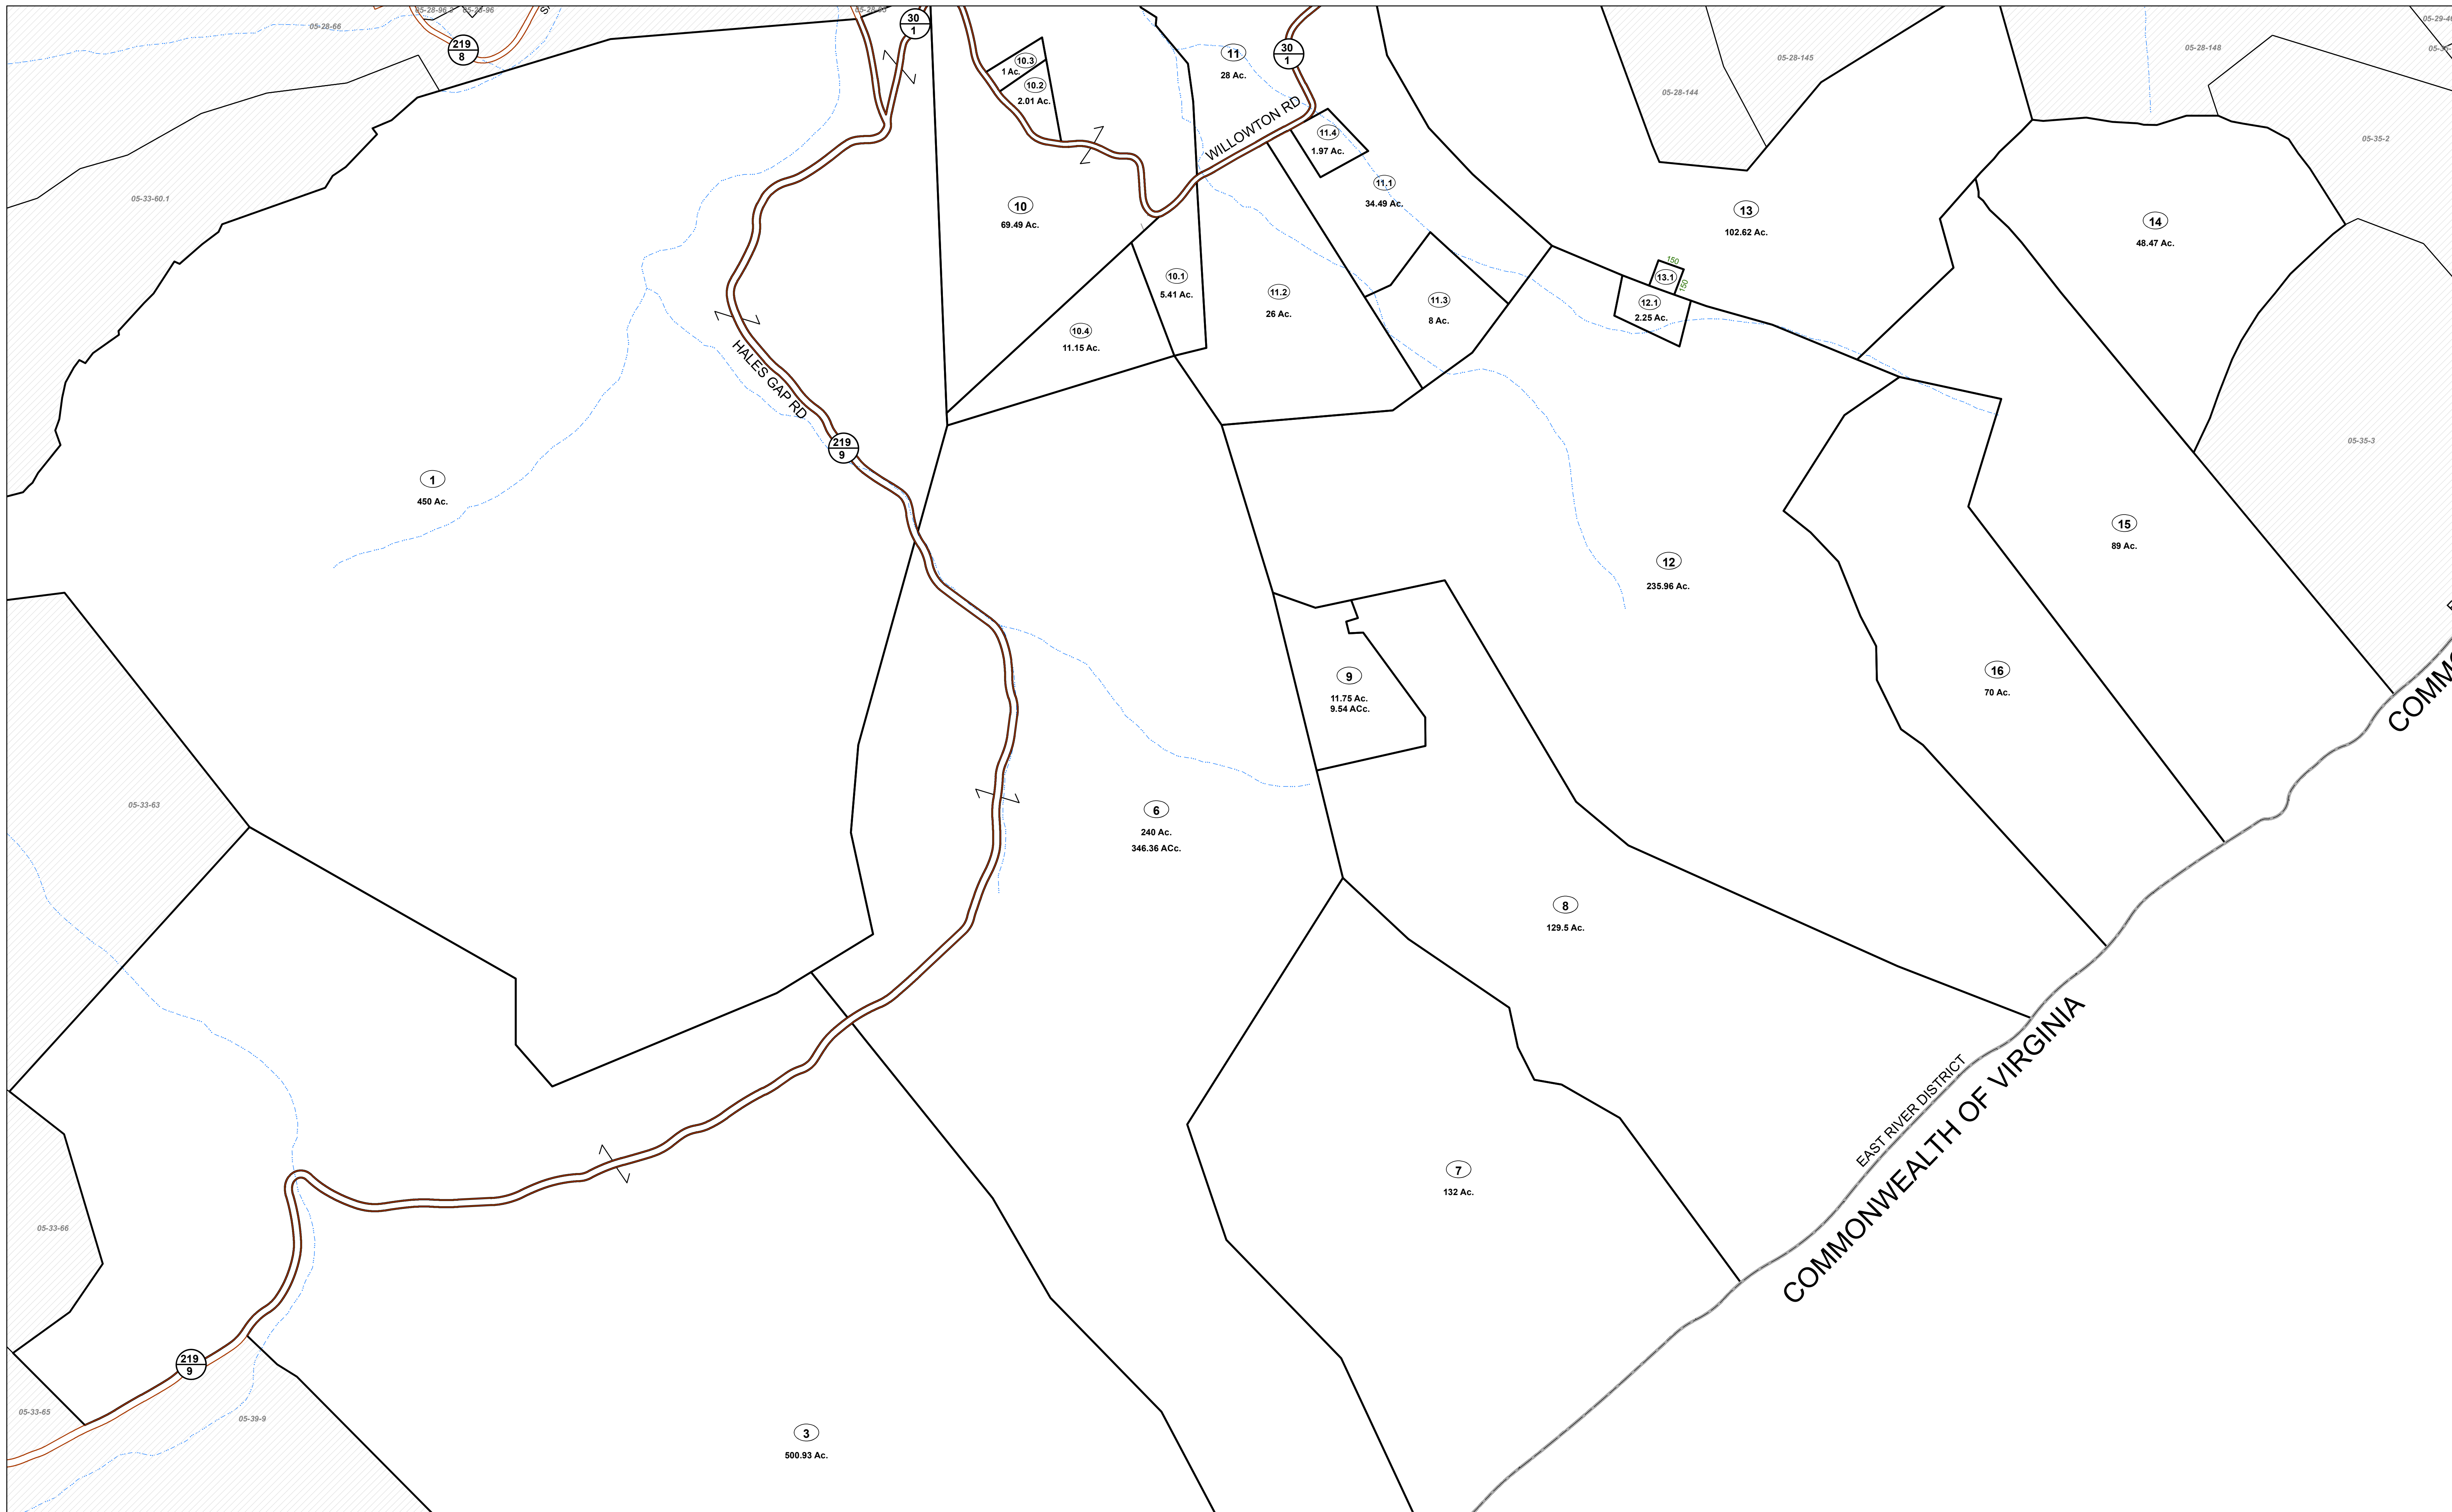 05-28-66
05-28-96
219
8
30
1
30
1
10.3
1 Ac.
10.2
2.01 Ac.
11
28 Ac.
05-28-144
05-28-145
05-28-148
05-35-2
05-33-60.1
WILLOWTON RD
11.4
1.97 Ac.
11.1
34.49 Ac.
10
69.49 Ac.
13
102.62 Ac.
14
48.47 Ac.
10.1
5.41 Ac.
11.2
26 Ac.
11.3
8 Ac.
150
13.1
150
12.1
2.25 Ac.
10.4
11.15 Ac.
HALES GAP RD
219
9
05-35-3
1
450 Ac.
15
89 Ac.
12
235.96 Ac.
9
11.75 Ac.
9.54 ACc.
16
70 Ac.
05-33-63
6
240 Ac.
346.36 ACc.
8
129.5 Ac.
7
132 Ac.
EAST RIVER DISTRICT
COMMONWEALTH OF VIRGINIA
05-33-66
219
9
05-33-65
05-39-9
3
500.93 Ac.